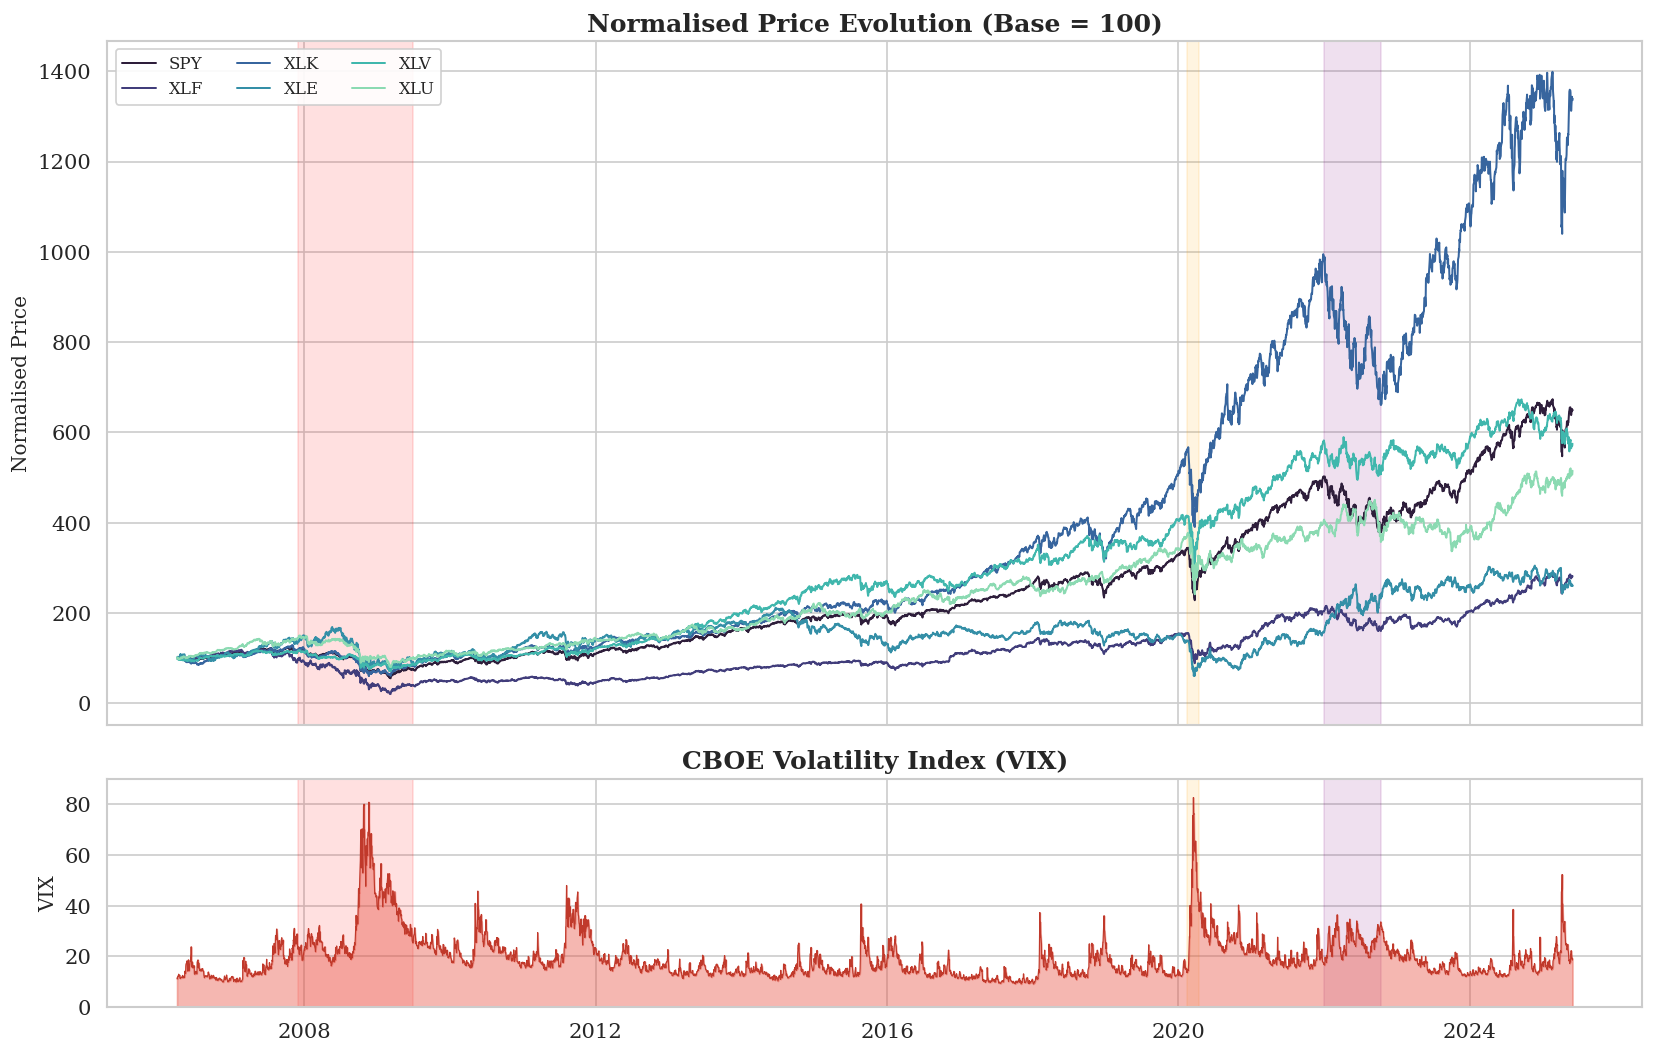 Normalised Price Evolution (Base = 100)
SPY XLK XLV
XLF XLE XLU
1400
1200
1000
800
600
400
200
0
Normalised Price
CBOE Volatility Index (VIX)
80
60
40
20
0
VIX
2008 2012 2016 2020 2024